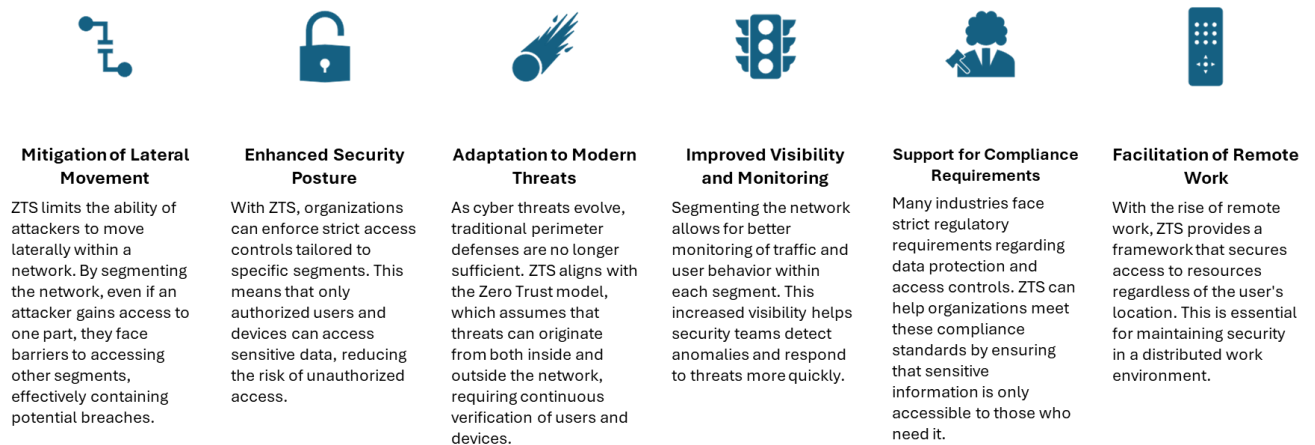 Mitigation of Lateral
Movement
ZTS limits the ability of
attackers to move
laterally within a
network. By segmenting
the network, even if an
attacker gains access to
one part, they face
barriers to accessing
other segments,
effectively containing
potential breaches.
Enhanced Security
Posture
With ZTS, organizations
can enforce strict access
controls tailored to
specific segments. This
means that only
authorized users and
devices can access
sensitive data, reducing
the risk of unauthorized
access.
Adaptation to Modern
Threats
As cyber threats evolve,
traditional perimeter
defenses are no longer
sufficient. ZTS aligns with
the Zero Trust model,
which assumes that
threats can originate
from both inside and
outside the network,
requiring continuous
verification of users and
devices.
Improved Visibility
and Monitoring
Segmenting the network
allows for better
monitoring of traffic and
user behavior within
each segment. This
increased visibility helps
security teams detect
anomalies and respond
to threats more quickly.
Support for Compliance
Requirements
Many industries face
strict regulatory
requirements regarding
data protection and
access controls. ZTS can
help organizations meet
these compliance
standards by ensuring
that sensitive
information is only
accessible to those who
need it.
Facilitation of Remote
Work
With the rise of remote
work, ZTS provides a
framework that secures
access to resources
regardless of the user's
location. This is essential
for maintaining security
in a distributed work
environment.